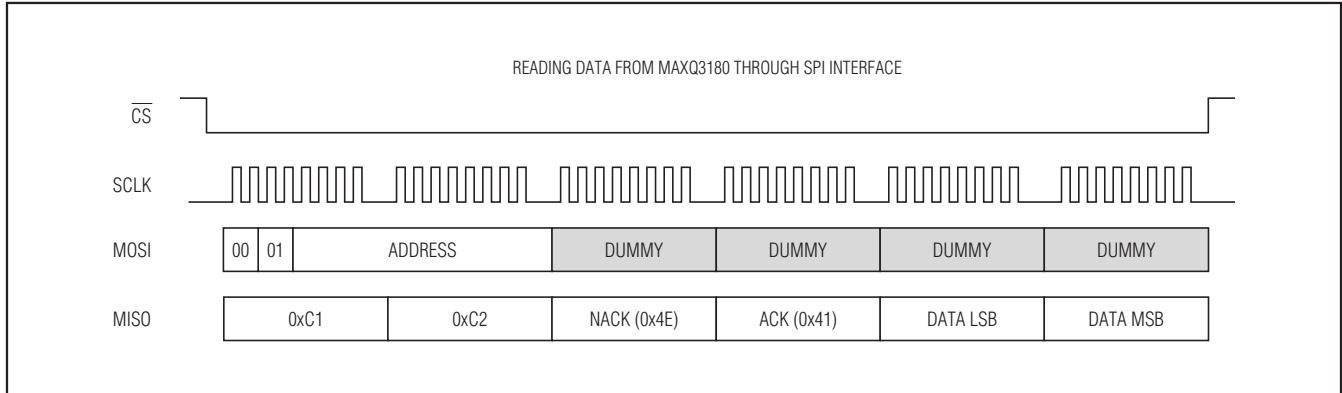 READING DATA FROM MAXQ3180 THROUGH SPI INTERFACE
CS
SCLK
MOSI 00 01 ADDRESS DUMMY DUMMY DUMMY DUMMY
MISO 0xC1 0xC2 NACK (0x4E) ACK (0x41) DATA LSB DATA MSB